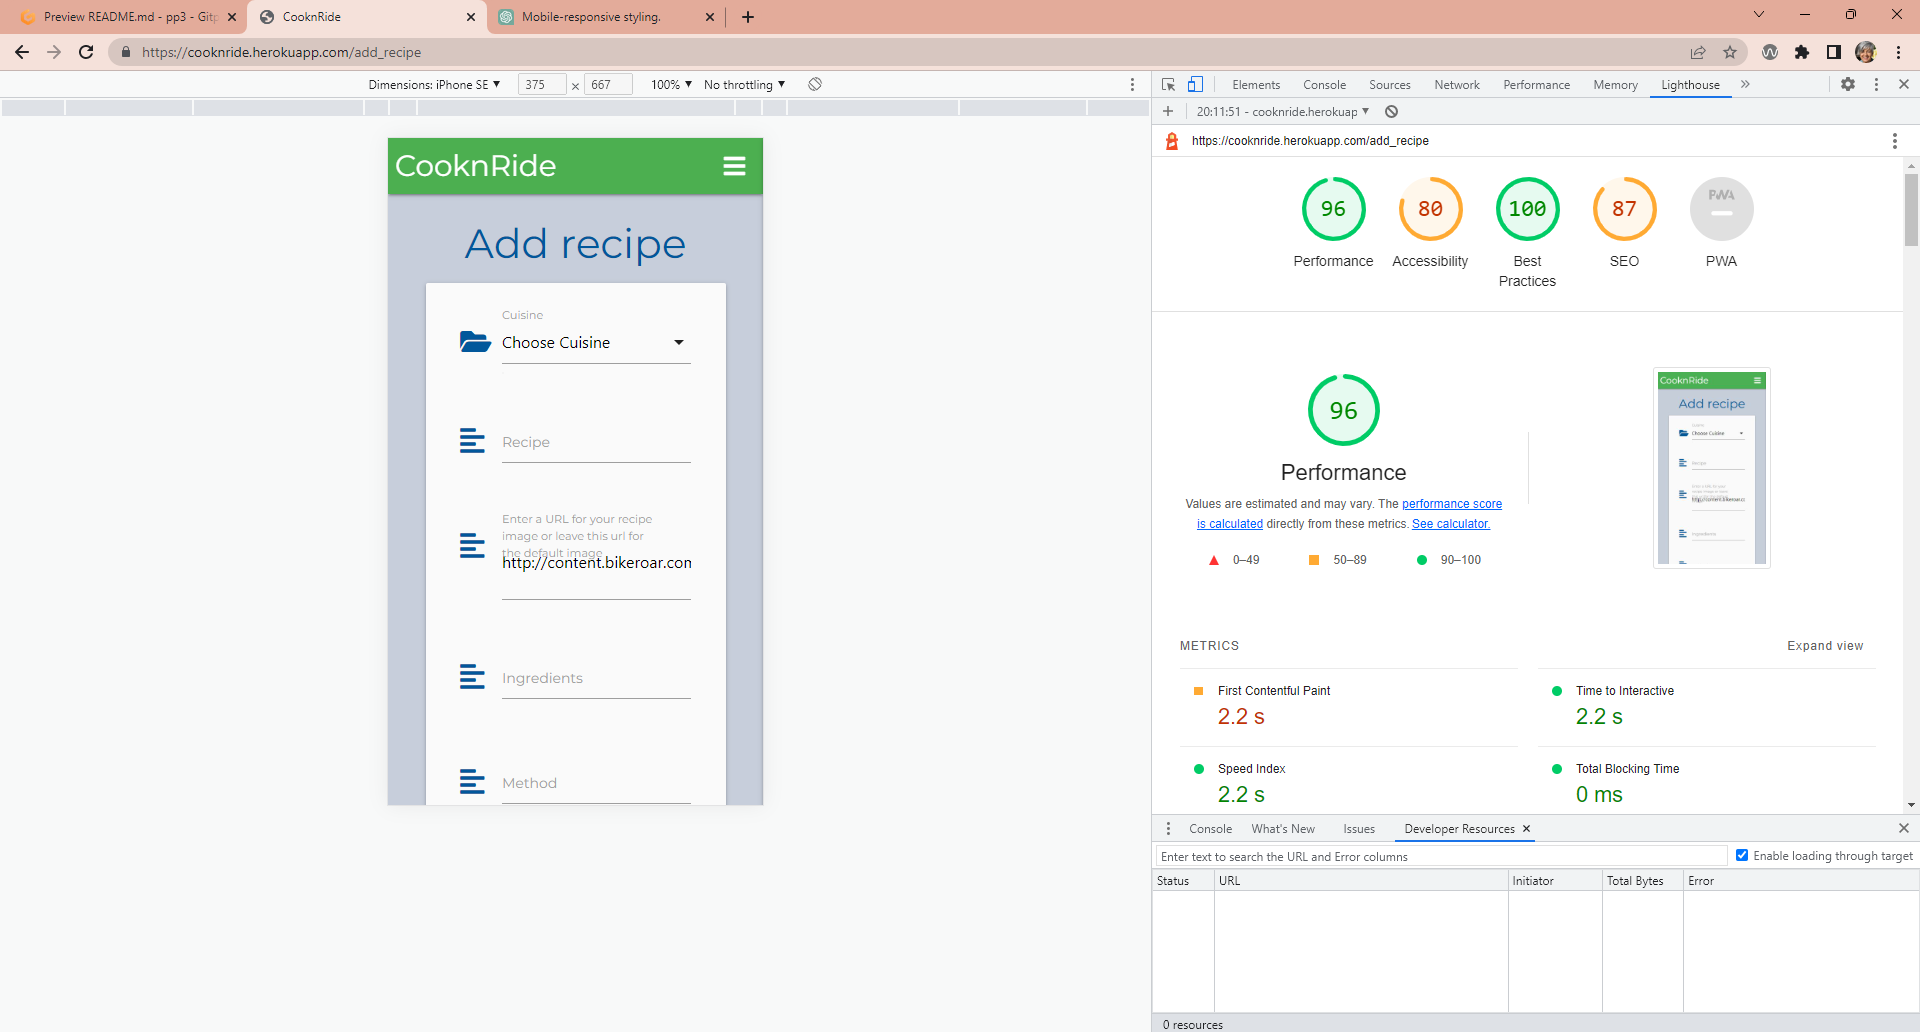 Preview README.md - pp3 - Gitp
CooknRide
Mobile-responsive styling.
https://cooknride.herokuapp.com/add_recipe
Dimensions: iPhone SE
375
x
667
100%
No throttling
CooknRide
Add recipe
Cuisine
Choose Cuisine
Recipe
Enter a URL for your recipe
image or leave this url for
the default image
http://content.bikeroar.com
Ingredients
Method
Elements
Console
Sources
Network
Performance
Memory
Lighthouse
20:11:51 - cooknride.herokuap
https://cooknride.herokuapp.com/add_recipe
96
80
100
87
PWA
Performance
Accessibility
Best
Practices
SEO
PWA
96
Performance
Values are estimated and may vary. The performance score
is calculated directly from these metrics. See calculator.
0–49
50–89
90–100
CooknRide
Add recipe
Choose Cuisine
Recipe
Ingredients
METRICS
Expand view
First Contentful Paint
2.2 s
Time to Interactive
2.2 s
Speed Index
2.2 s
Total Blocking Time
0 ms
Console
What's New
Issues
Developer Resources
Enter text to search the URL and Error columns
Enable loading through target
Status
URL
Initiator
Total Bytes
Error
0 resources